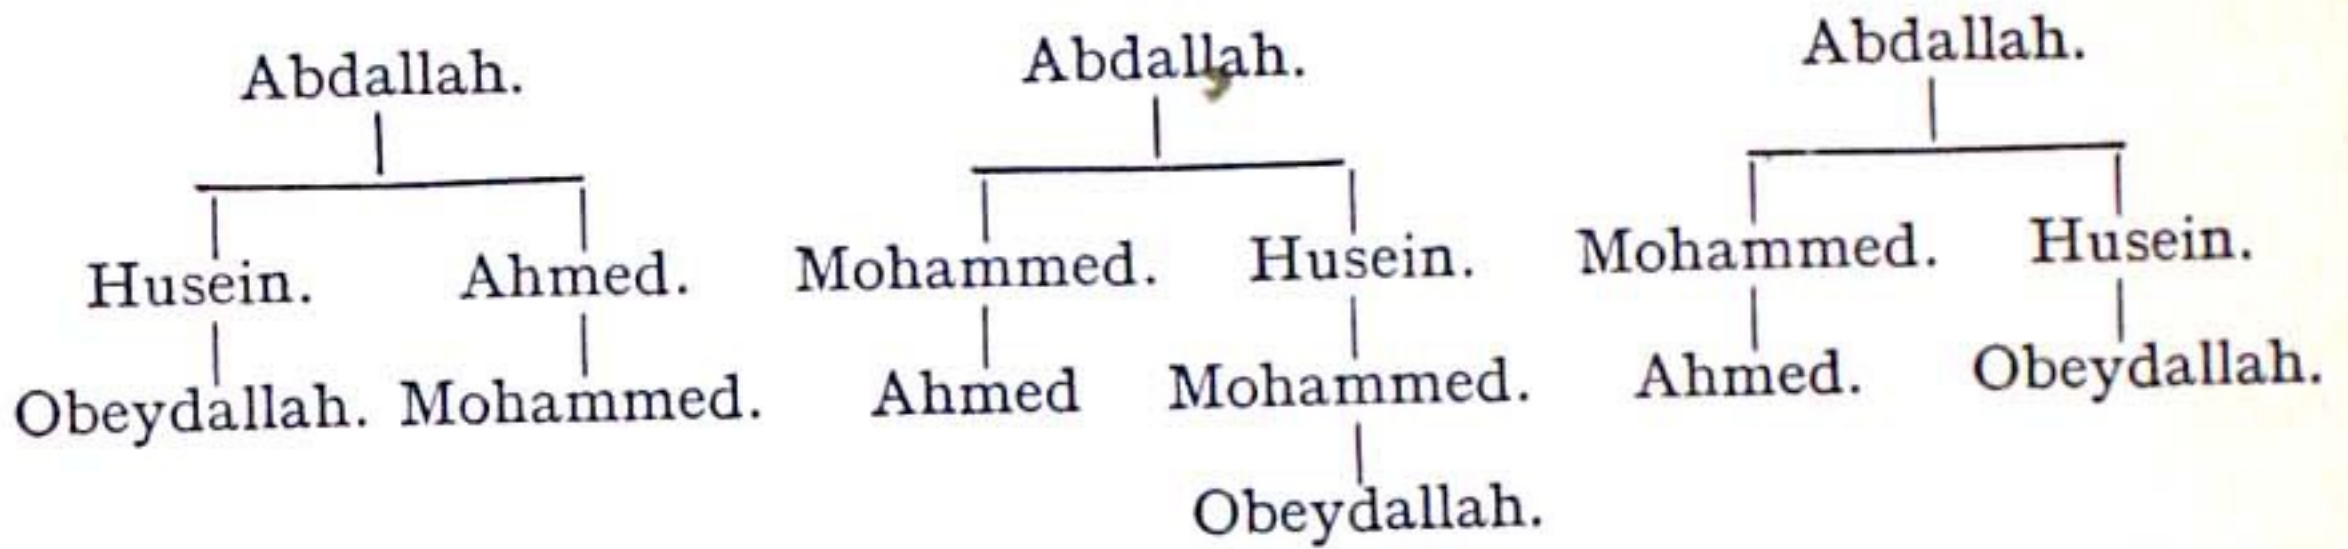 Abdallah. Abdallah. Abdallah.
Husein. Ahmed. Mohammed. Husein. Mohammed. Husein.
Obeydallah. Mohammed. Ahmed Mohammed. Ahmed. Obeydallah.
Obeydallah.